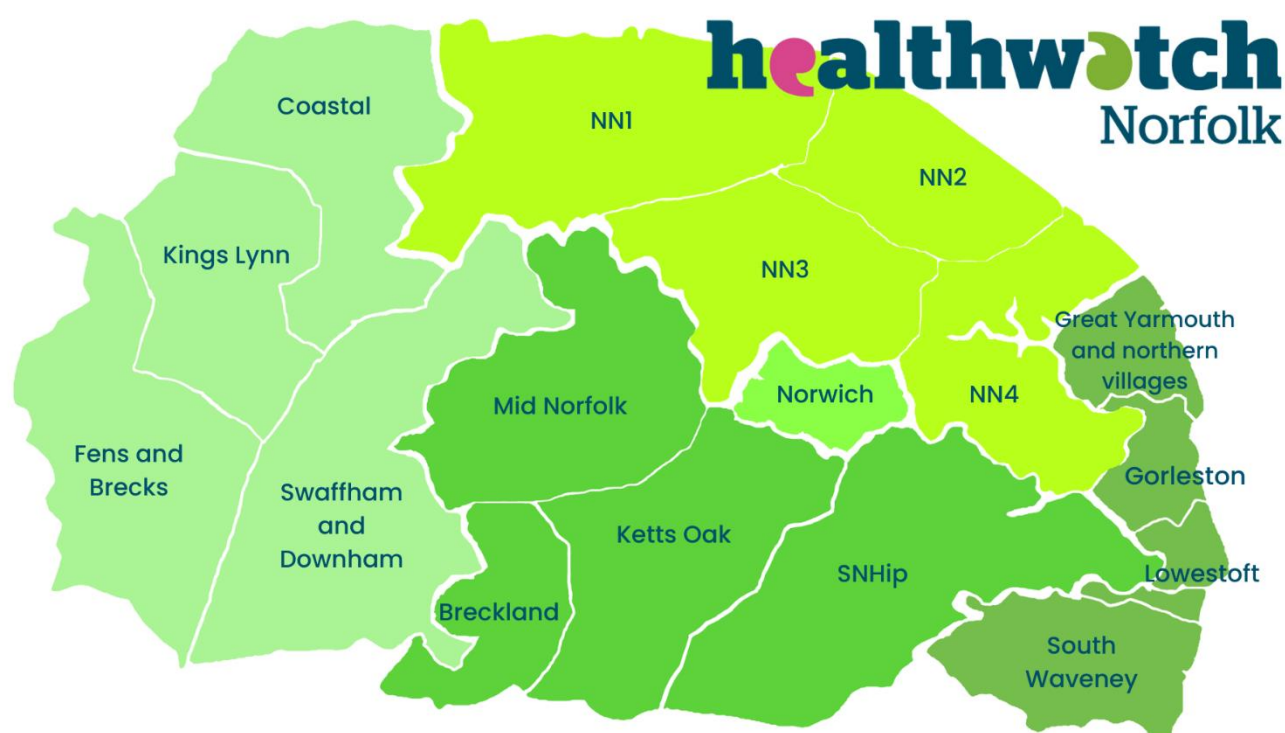 healthwatch
Norfolk
Coastal
NN1
NN2
Kings Lynn
NN3
Great Yarmouth
and northern
villages
Mid Norfolk
Norwich
NN4
Fens and
Brecks
Swaffham
and
Downham
Gorleston
Ketts Oak
SNHip
Lowestoft
Breckland
South
Waveney